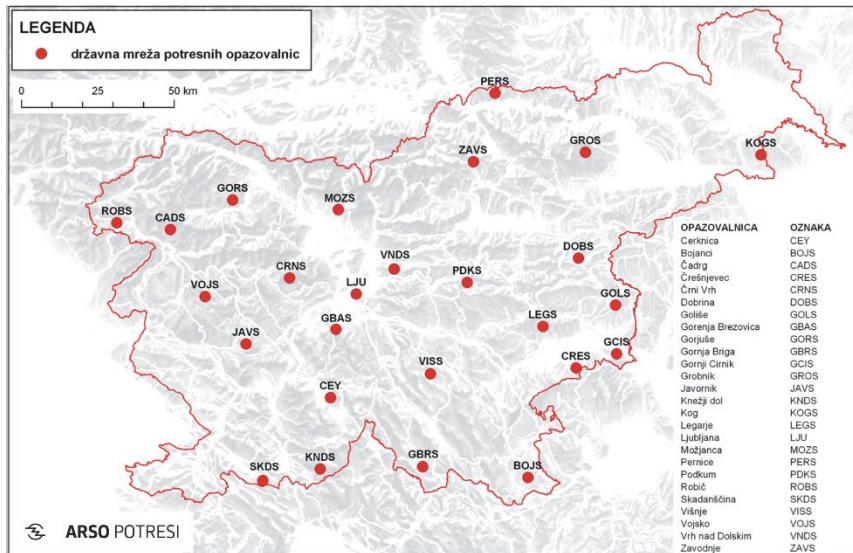 LEGENDA
državna mreža potresnih opazovalnic
0 25 50 km
PERS
ZAVS
GROS
KOGS
GORS
MOZS
ROBS
CADS
DOBS
VNDS
CRNS
PDKS
LJU
VOJS
GOLS
GBAS
LEGS
JAVS
GCIS
VISS
CRES
CEY
KNDS
GBRS
SKDS
BOJS
OPAZOVALNICA OZNAKA
Cerknica CEY
Bojanci BOJS
Čadrg CADS
Črešnjevec CRES
Črni Vrh CRNS
Dobrina DOBS
Goliše GOLS
Gorenja Brezovica GBAS
Gorjuše GORS
Gornja Briga GBRS
Gornji Cirnik GCIS
Grobnik GROS
Javornik JAVS
Knežji dol KNDS
Kog KOGS
Legarje LEGS
Ljubljana LJU
Možjanca MOZS
Pernice PERS
Podkum PDKS
Robič ROBS
Skadanščina SKDS
Višnje VISS
Vojsko VOJS
Vrh nad Dolskim VNDS
Zavodnje ZAVS
ARSO POTRESI